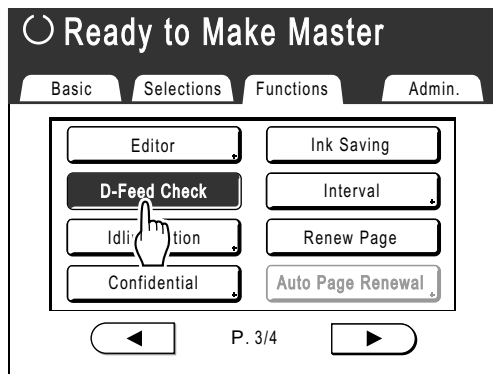 Ready to Make Master
Basic Selections Functions Admin.
Editor Ink Saving
D-Feed Check Interval
Renew Page
Confidential Auto Page Renewal
P. 3/4